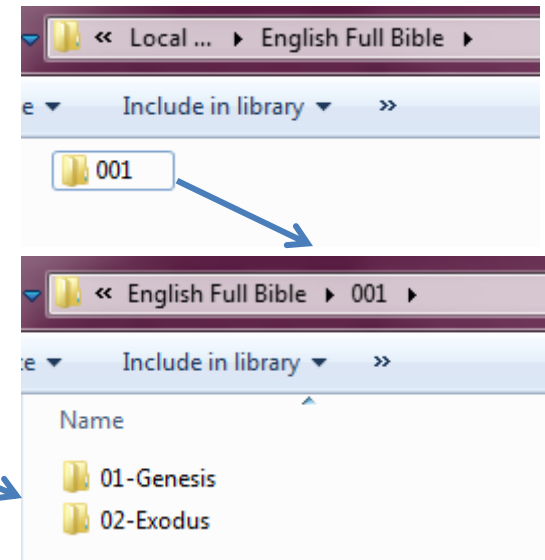 « Local ... ▸ English Full Bible ▸
e ▾ Include in library ▾ »
001
« English Full Bible ▸ 001 ▸
te ▾ Include in library ▾ »
Name
01-Genesis
02-Exodus